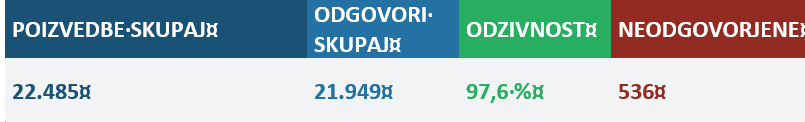 POIZVEDBE·SKUPAJ¤
ODGOVORI·
SKUPAJ¤
ODZIVNOST¤
NEODGOVORJENE¤
22.485¤
21.949¤
97,6·%¤
536¤